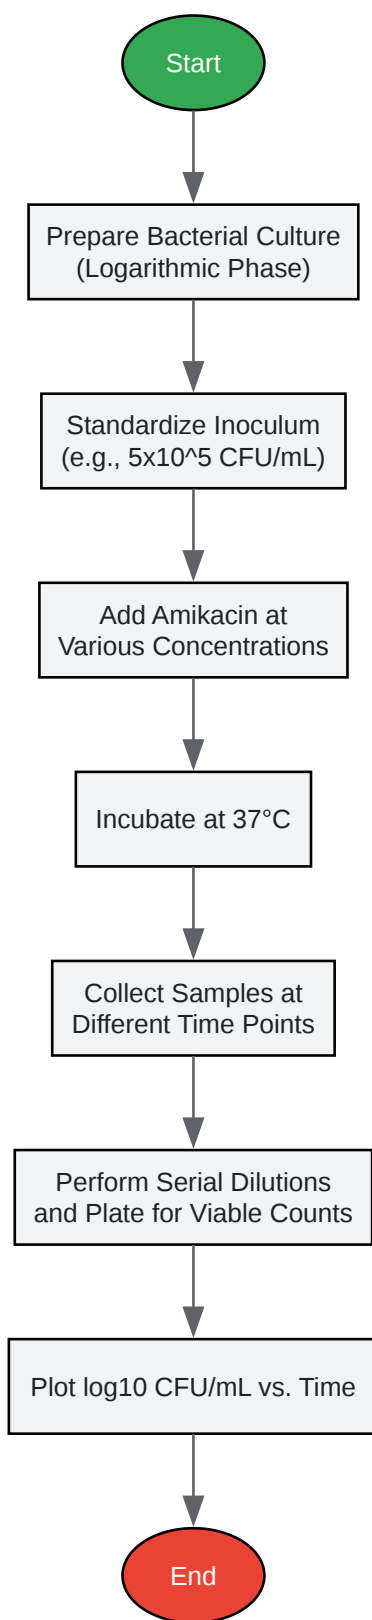 Start
Prepare Bacterial Culture
(Logarithmic Phase)
Standardize Inoculum
(e.g., 5x10^5 CFU/mL)
Add Amikacin at
Various Concentrations
Incubate at 37°C
Collect Samples at
Different Time Points
Perform Serial Dilutions
and Plate for Viable Counts
Plot log10 CFU/mL vs. Time
End